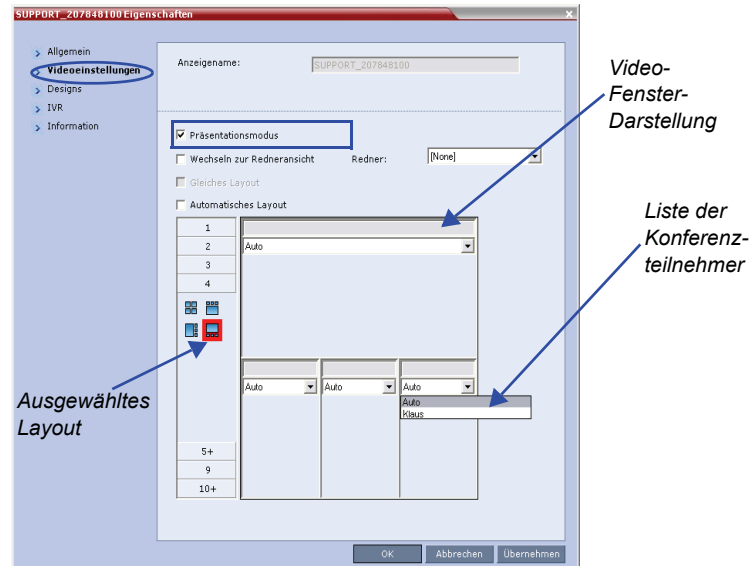 SUPPORT_207848100 Eigenschaften
x
Allgemein
Videoeinstellungen
Designs
IVR
Information
Anzeigename:
SUPPORT_207848100
Präsentationsmodus
Wechseln zur Redneransicht
Redner:
[None]
Gleiches Layout
Automatisches Layout
1
2
3
4
5+
9
10+
Auto
Auto
Auto
Auto
Auto
Klaus
OK
Abbrechen
Übernehmen
Video-
Fenster-
Darstellung
Liste der
Konferenz-
teilnehmer
Ausgewähltes
Layout